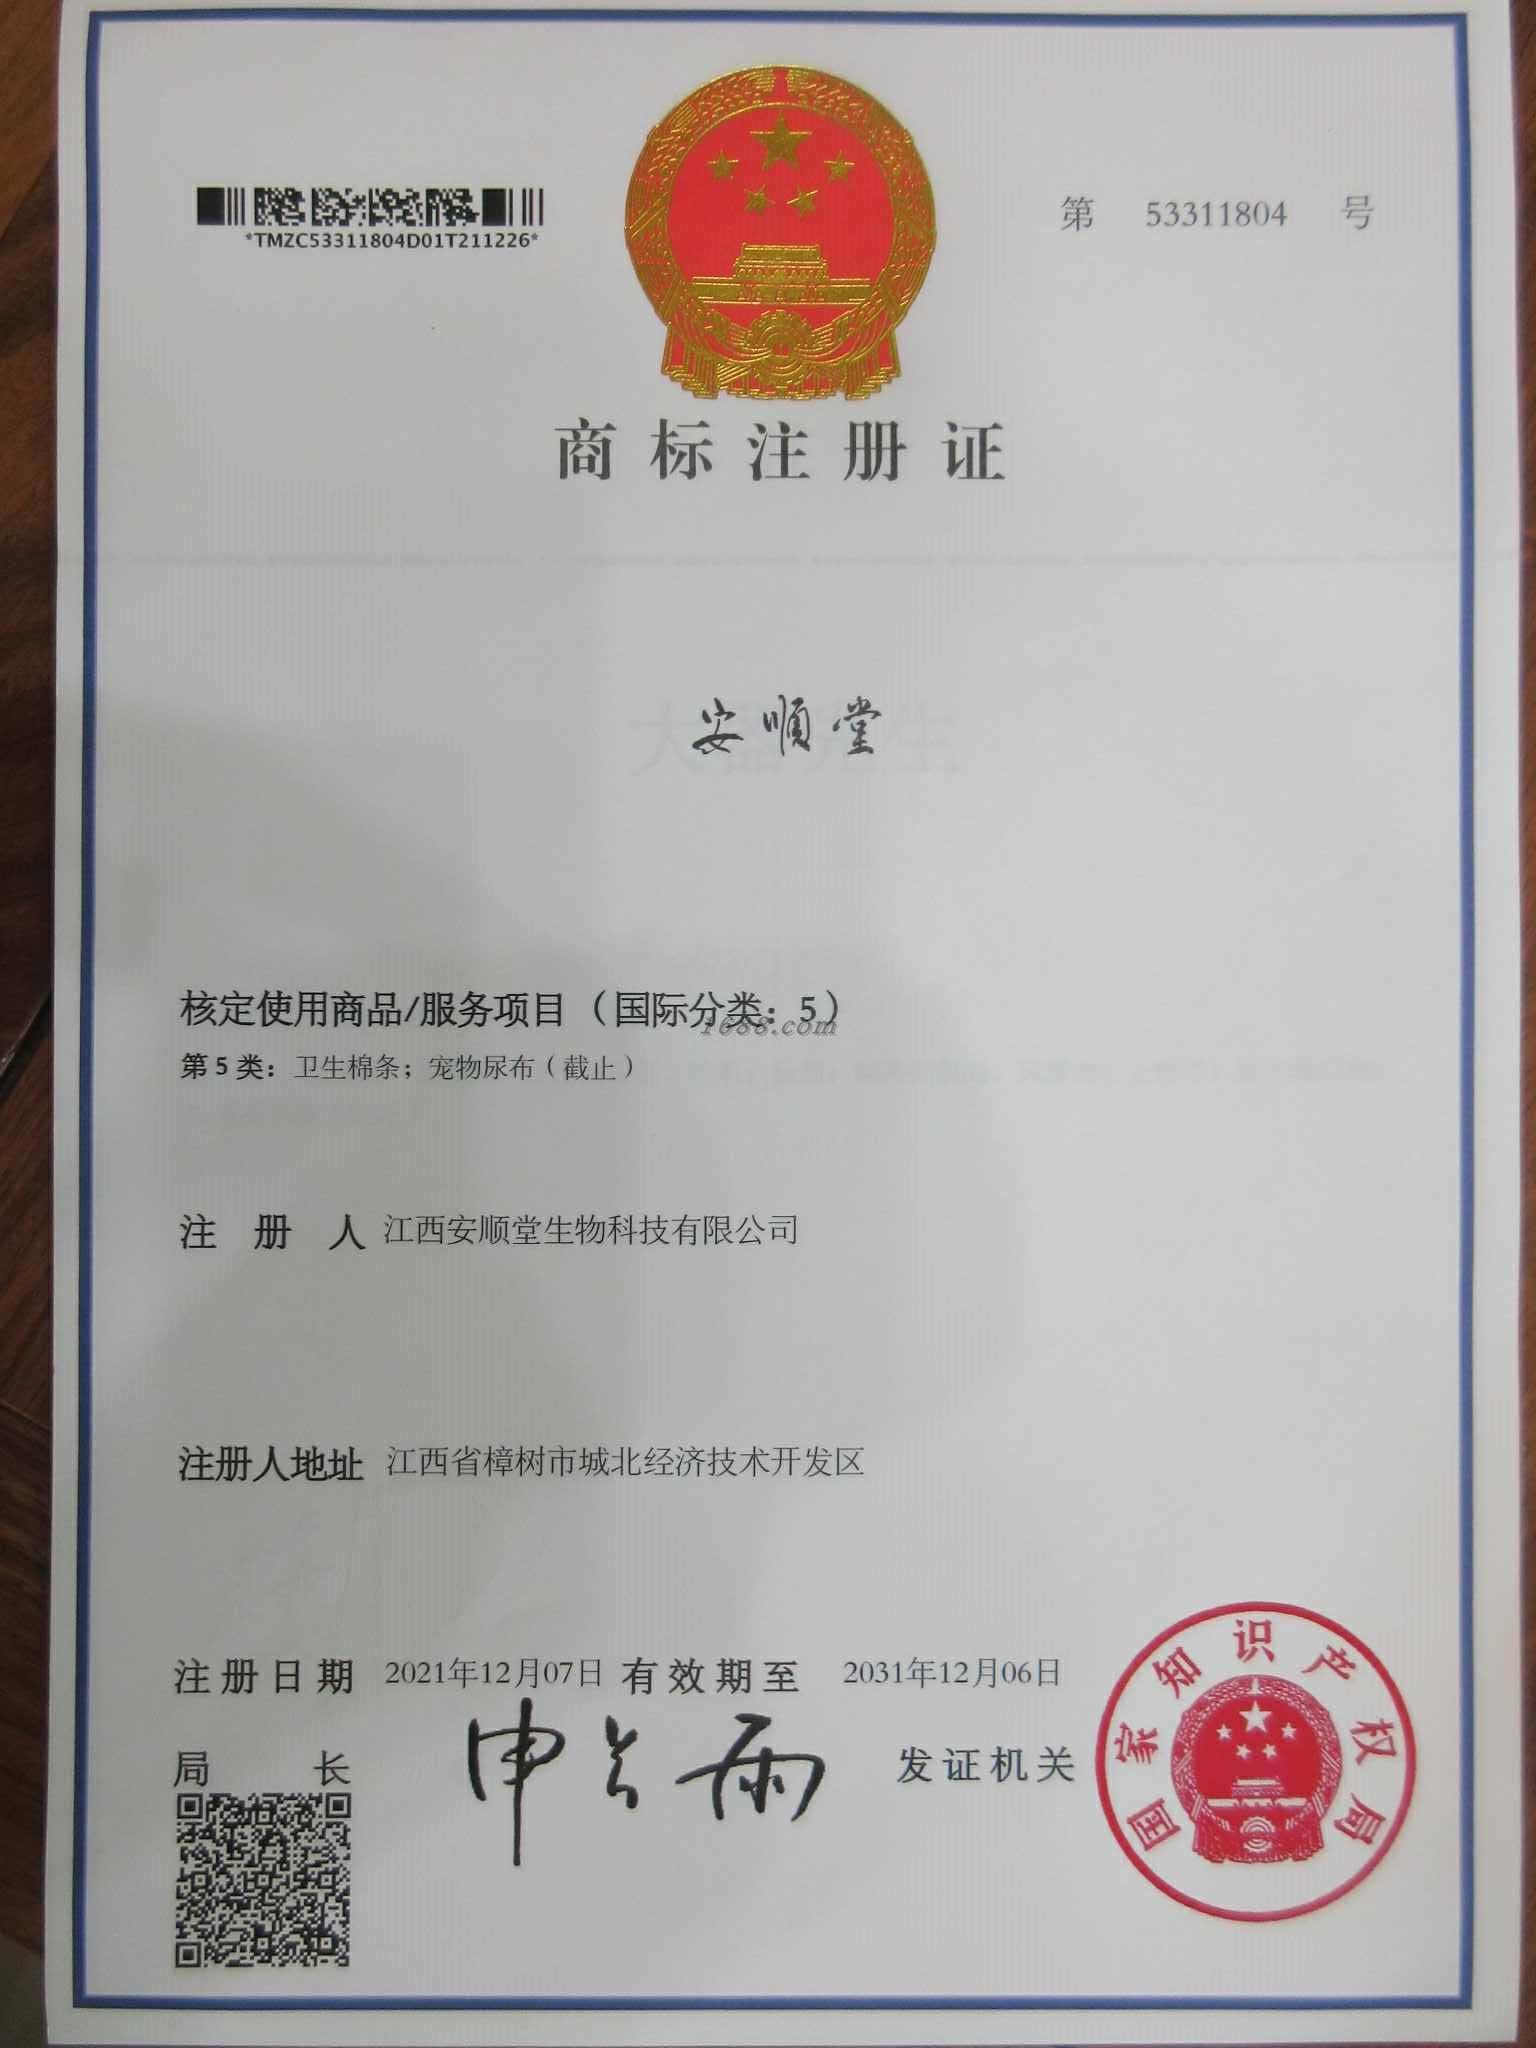 *TMZC53311804D01T211226*
第 53311804 号
商标注册证
安順堂
核定使用商品/服务项目（国际分类：5）
1688.com
第5类：卫生棉条；宠物尿布（截止）
注册人 江西安顺堂生物科技有限公司
注册人地址 江西省樟树市城北经济技术开发区
注册日期 2021年12月07日 有效期至 2031年12月06日
局长 申长雨 发证机关
国家知识产权局